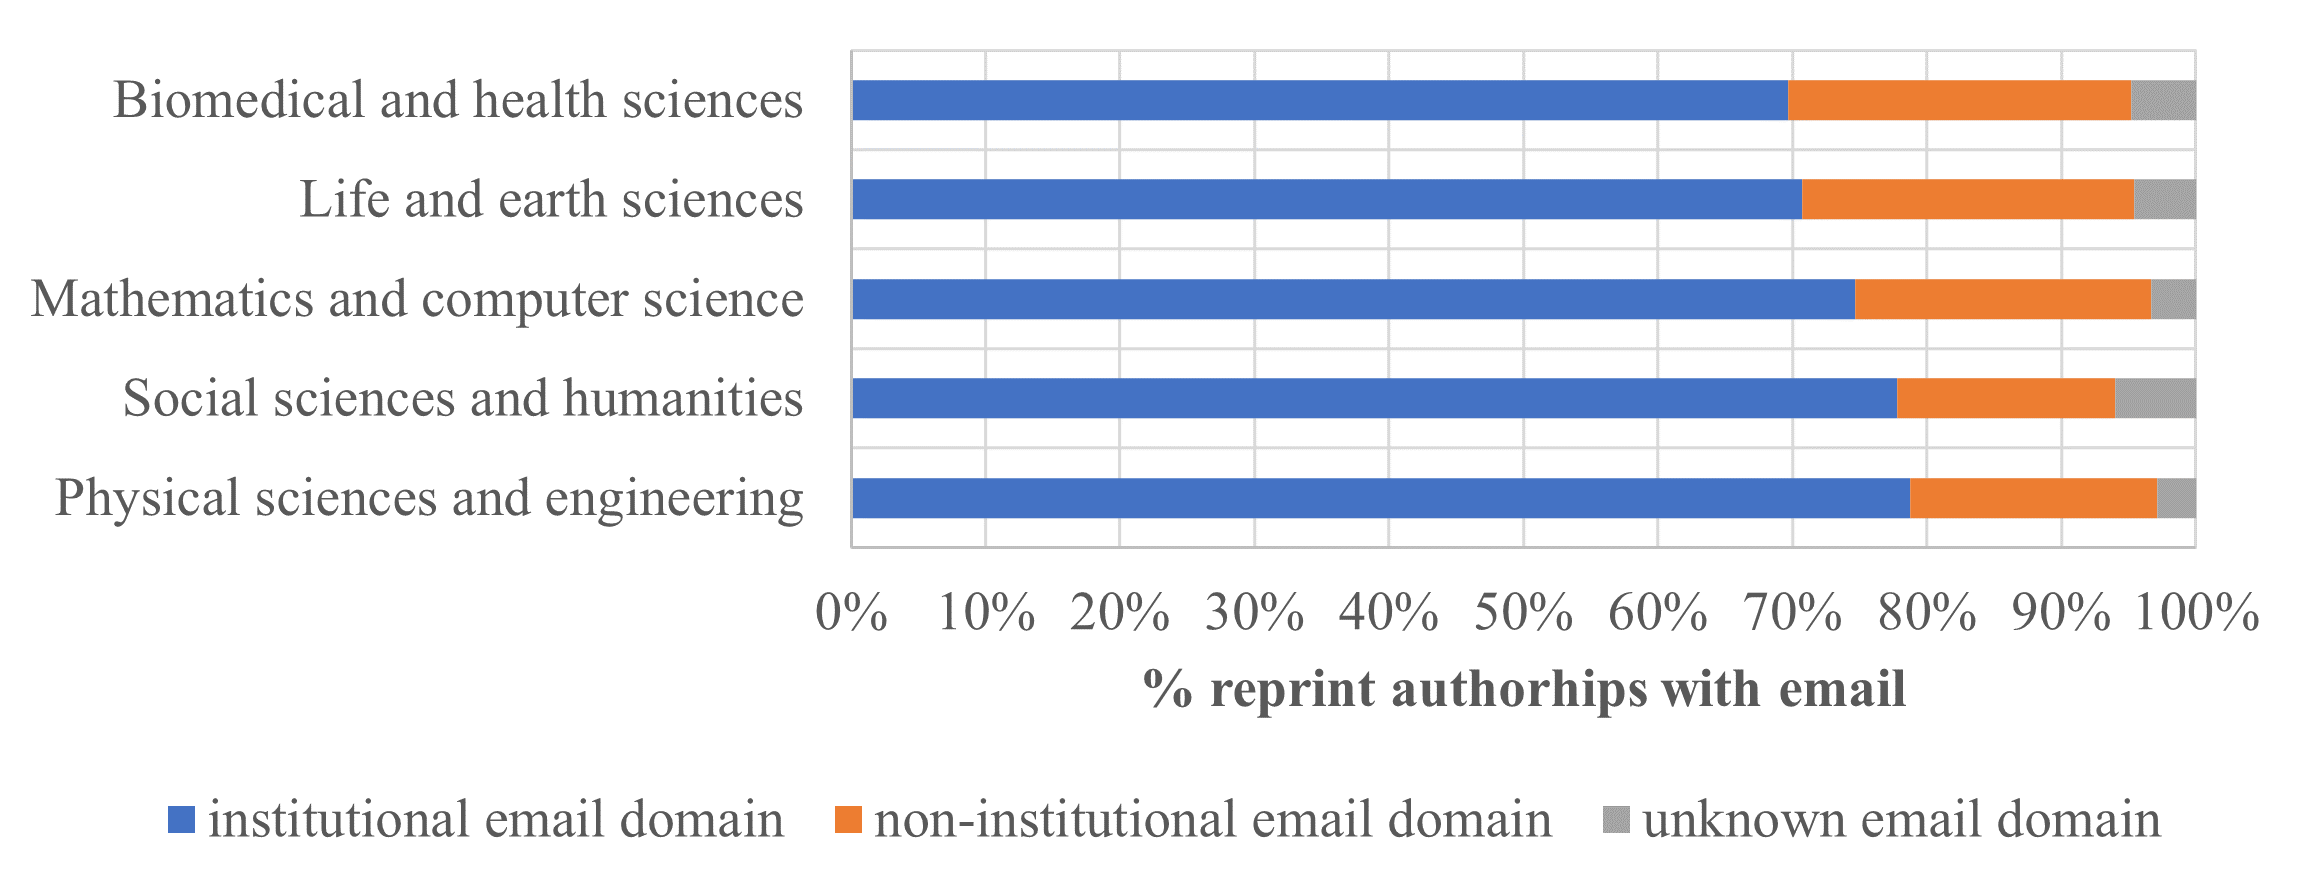 Biomedical and health sciences
Life and earth sciences
Mathematics and computer science
Social sciences and humanities
Physical sciences and engineering
0% 10% 20% 30% 40% 50% 60% 70% 80% 90% 100%
% reprint authorhips with email
institutional email domain non-institutional email domain unknown email domain